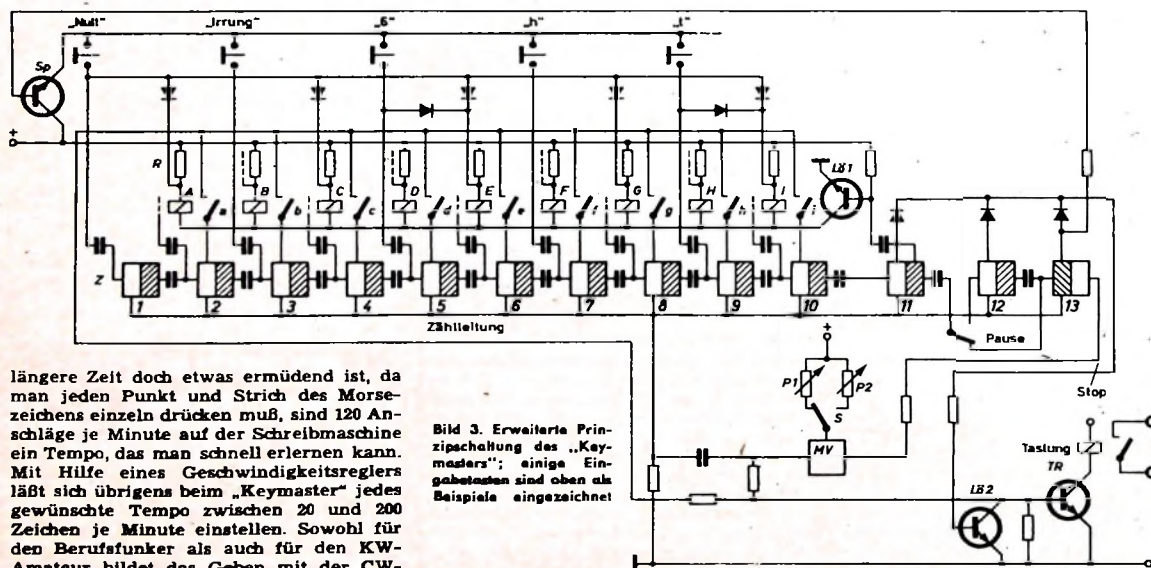 „Null" „Irrung" „6" „h" „t"
Sp
+
R A a B b C c D d E e F f G g H h I i Lö1
Z 1 2 3 4 5 6 7 8 9 10 11 12 13
Zählleitung
Pause
Stop
+
P1 P2
S
MV
Tastung
TR
Lö2
längere Zeit doch etwas ermüdend ist, da
man jeden Punkt und Strich des Morse-
zeichens einzeln drücken muß, sind 120 An-
schläge je Minute auf der Schreibmaschine
ein Tempo, das man schnell erlernen kann.
Mit Hilfe eines Geschwindigkeitsreglers
läßt sich übrigens beim „Keymaster" jedes
gewünschte Tempo zwischen 20 und 200
Zeichen je Minute einstellen. Sowohl für
den Berufsfunker als auch für den KW-
Amateur bildet das Geben mit der CW-
Bild 3. Erweiterte Prin-
zipschaltung des „Key-
masters"; einige Ein-
gabetasten sind oben als
Beispiele eingezeichnet